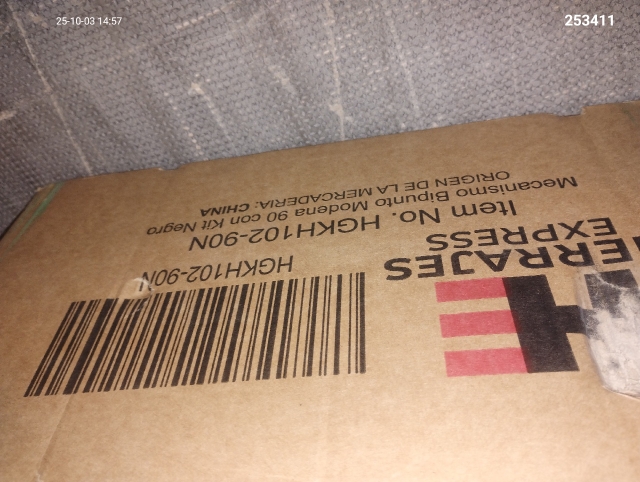 25-10-03 14:57
253411
HERRAJES
EXPRESS
Item No. HGKH102-90N
Mecanismo Bipunto Modena 90 con Kit Negro
ORIGEN DE LA MERCADERIA: CHINA
HGKH102-90N